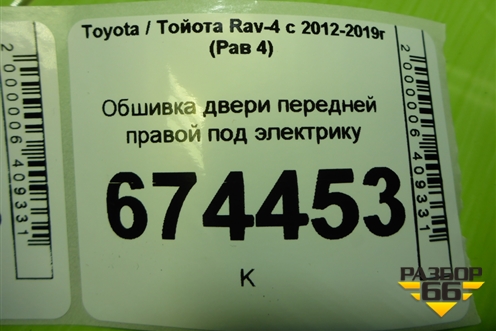 Toyota / Тойота Rav-4 с 2012-2019г
(Рав 4)
Обшивка двери передней
правой под электрику
674453
К
2000006409331
2000006409331
РАЗБОР
66